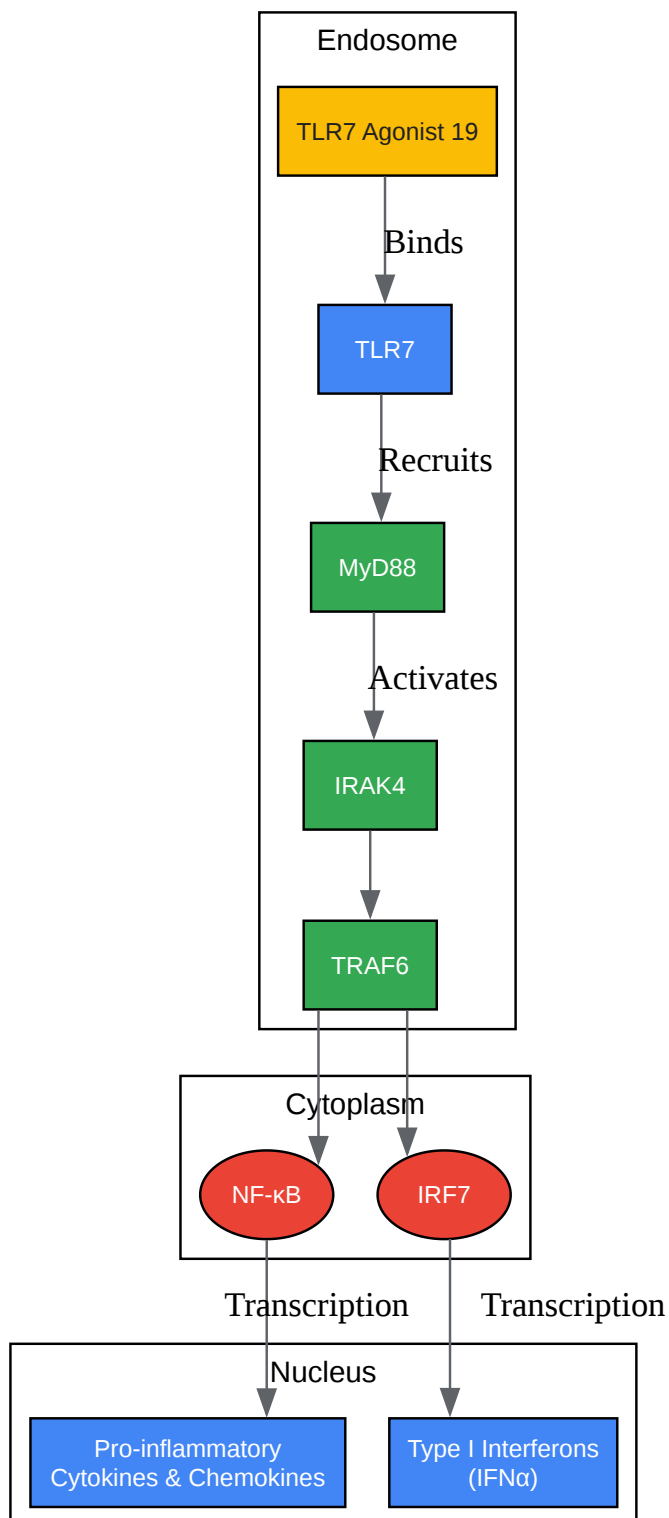 Endosome
TLR7 Agonist 19
Binds
TLR7
Recruits
MyD88
Activates
IRAK4
TRAF6
Cytoplasm
NF-κB
IRF7
Transcription
Transcription
Nucleus
Pro-inflammatory
Cytokines & Chemokines
Type I Interferons
(IFNα)